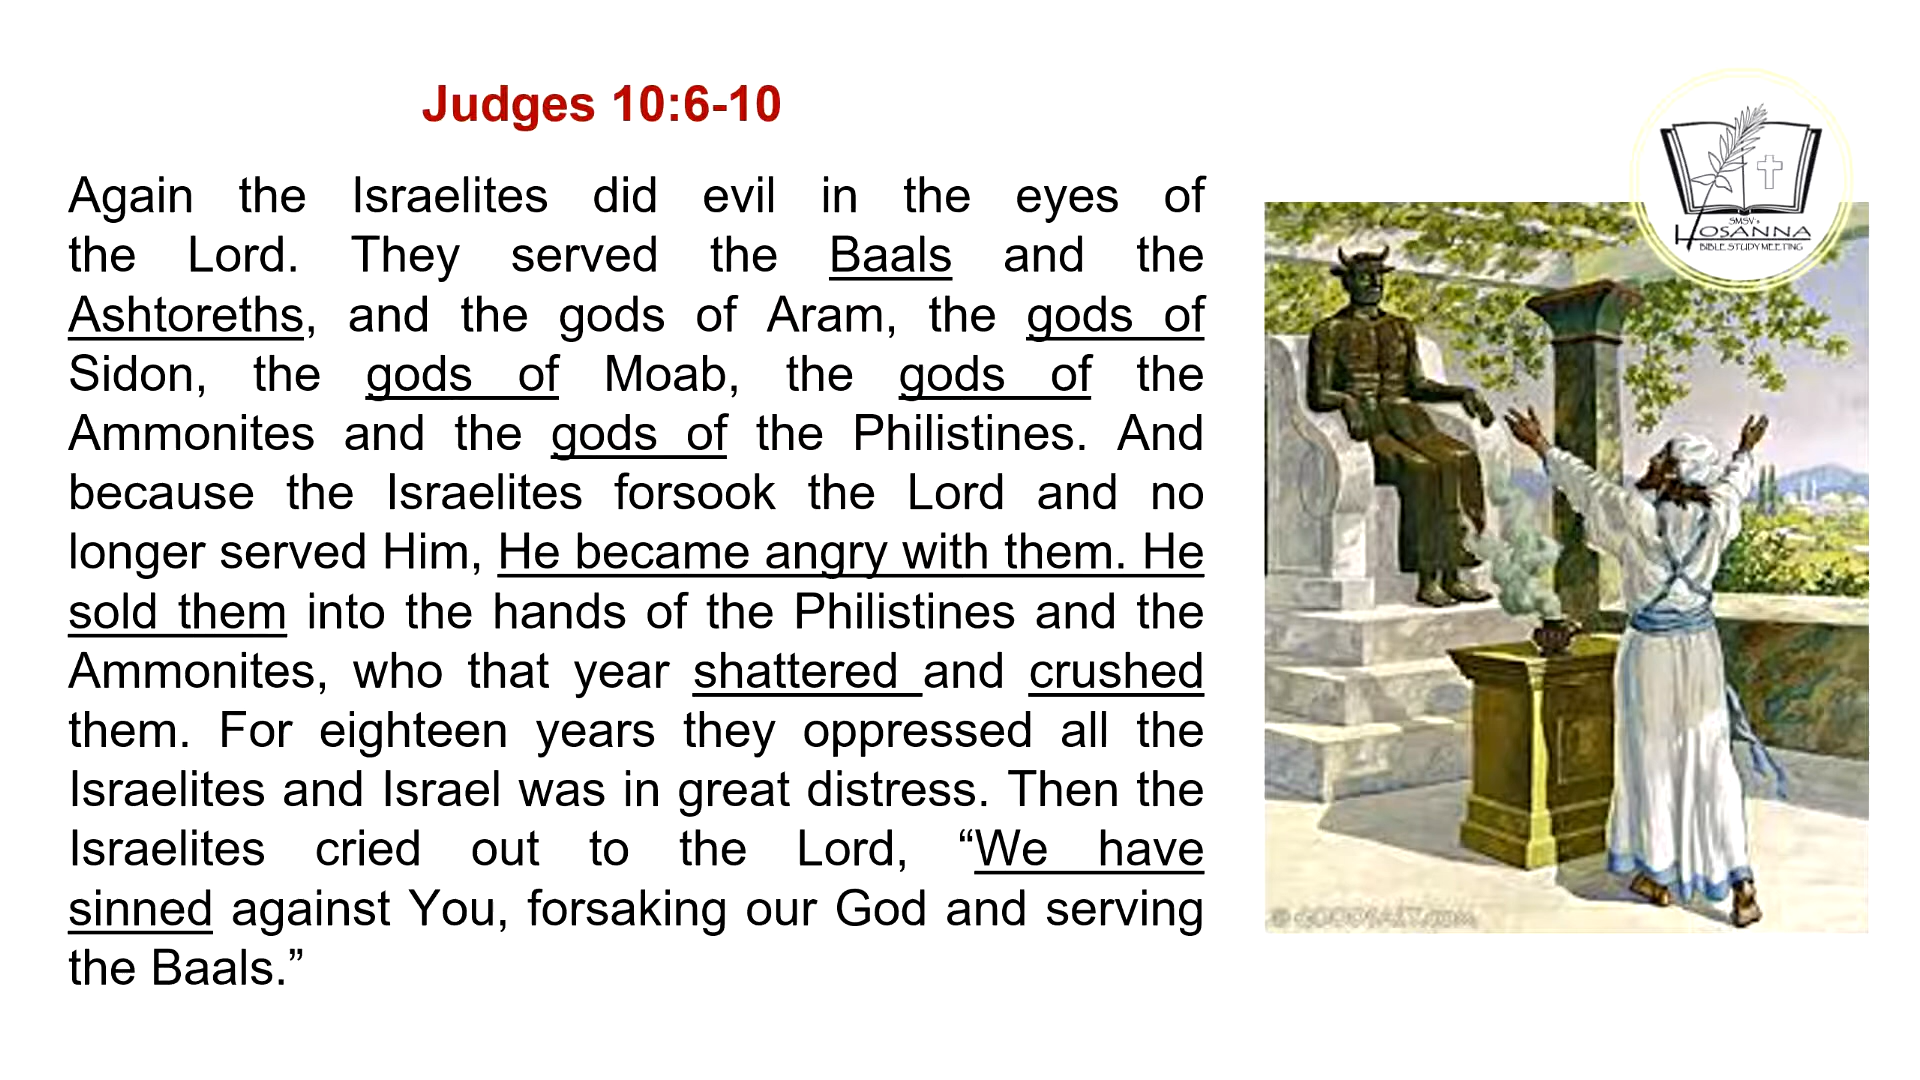 Judges 10:6-10
Again the Israelites did evil in the eyes of
the Lord. They served the Baals and the
Ashtoreths, and the gods of Aram, the gods of
Sidon, the gods of Moab, the gods of the
Ammonites and the gods of the Philistines. And
because the Israelites forsook the Lord and no
longer served Him, He became angry with them. He
sold them into the hands of the Philistines and the
Ammonites, who that year shattered and crushed
them. For eighteen years they oppressed all the
Israelites and Israel was in great distress. Then the
Israelites cried out to the Lord, “We have
sinned against You, forsaking our God and serving
the Baals.”
SMSV
HOSANNA
BIBLE STUDY MEETING